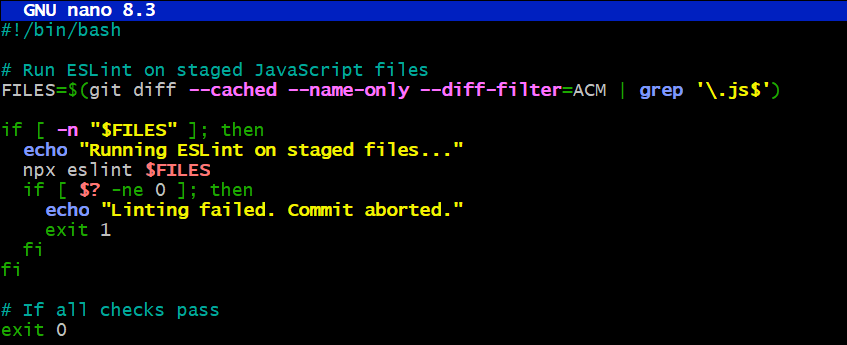 GNU nano 8.3
#!/bin/bash

# Run ESLint on staged JavaScript files
FILES=$(git diff --cached --name-only --diff-filter=ACM | grep '\.js$')

if [ -n "$FILES" ]; then
  echo "Running ESLint on staged files..."
  npx eslint $FILES
  if [ $? -ne 0 ]; then
    echo "Linting failed. Commit aborted."
    exit 1
  fi
fi

# If all checks pass
exit 0